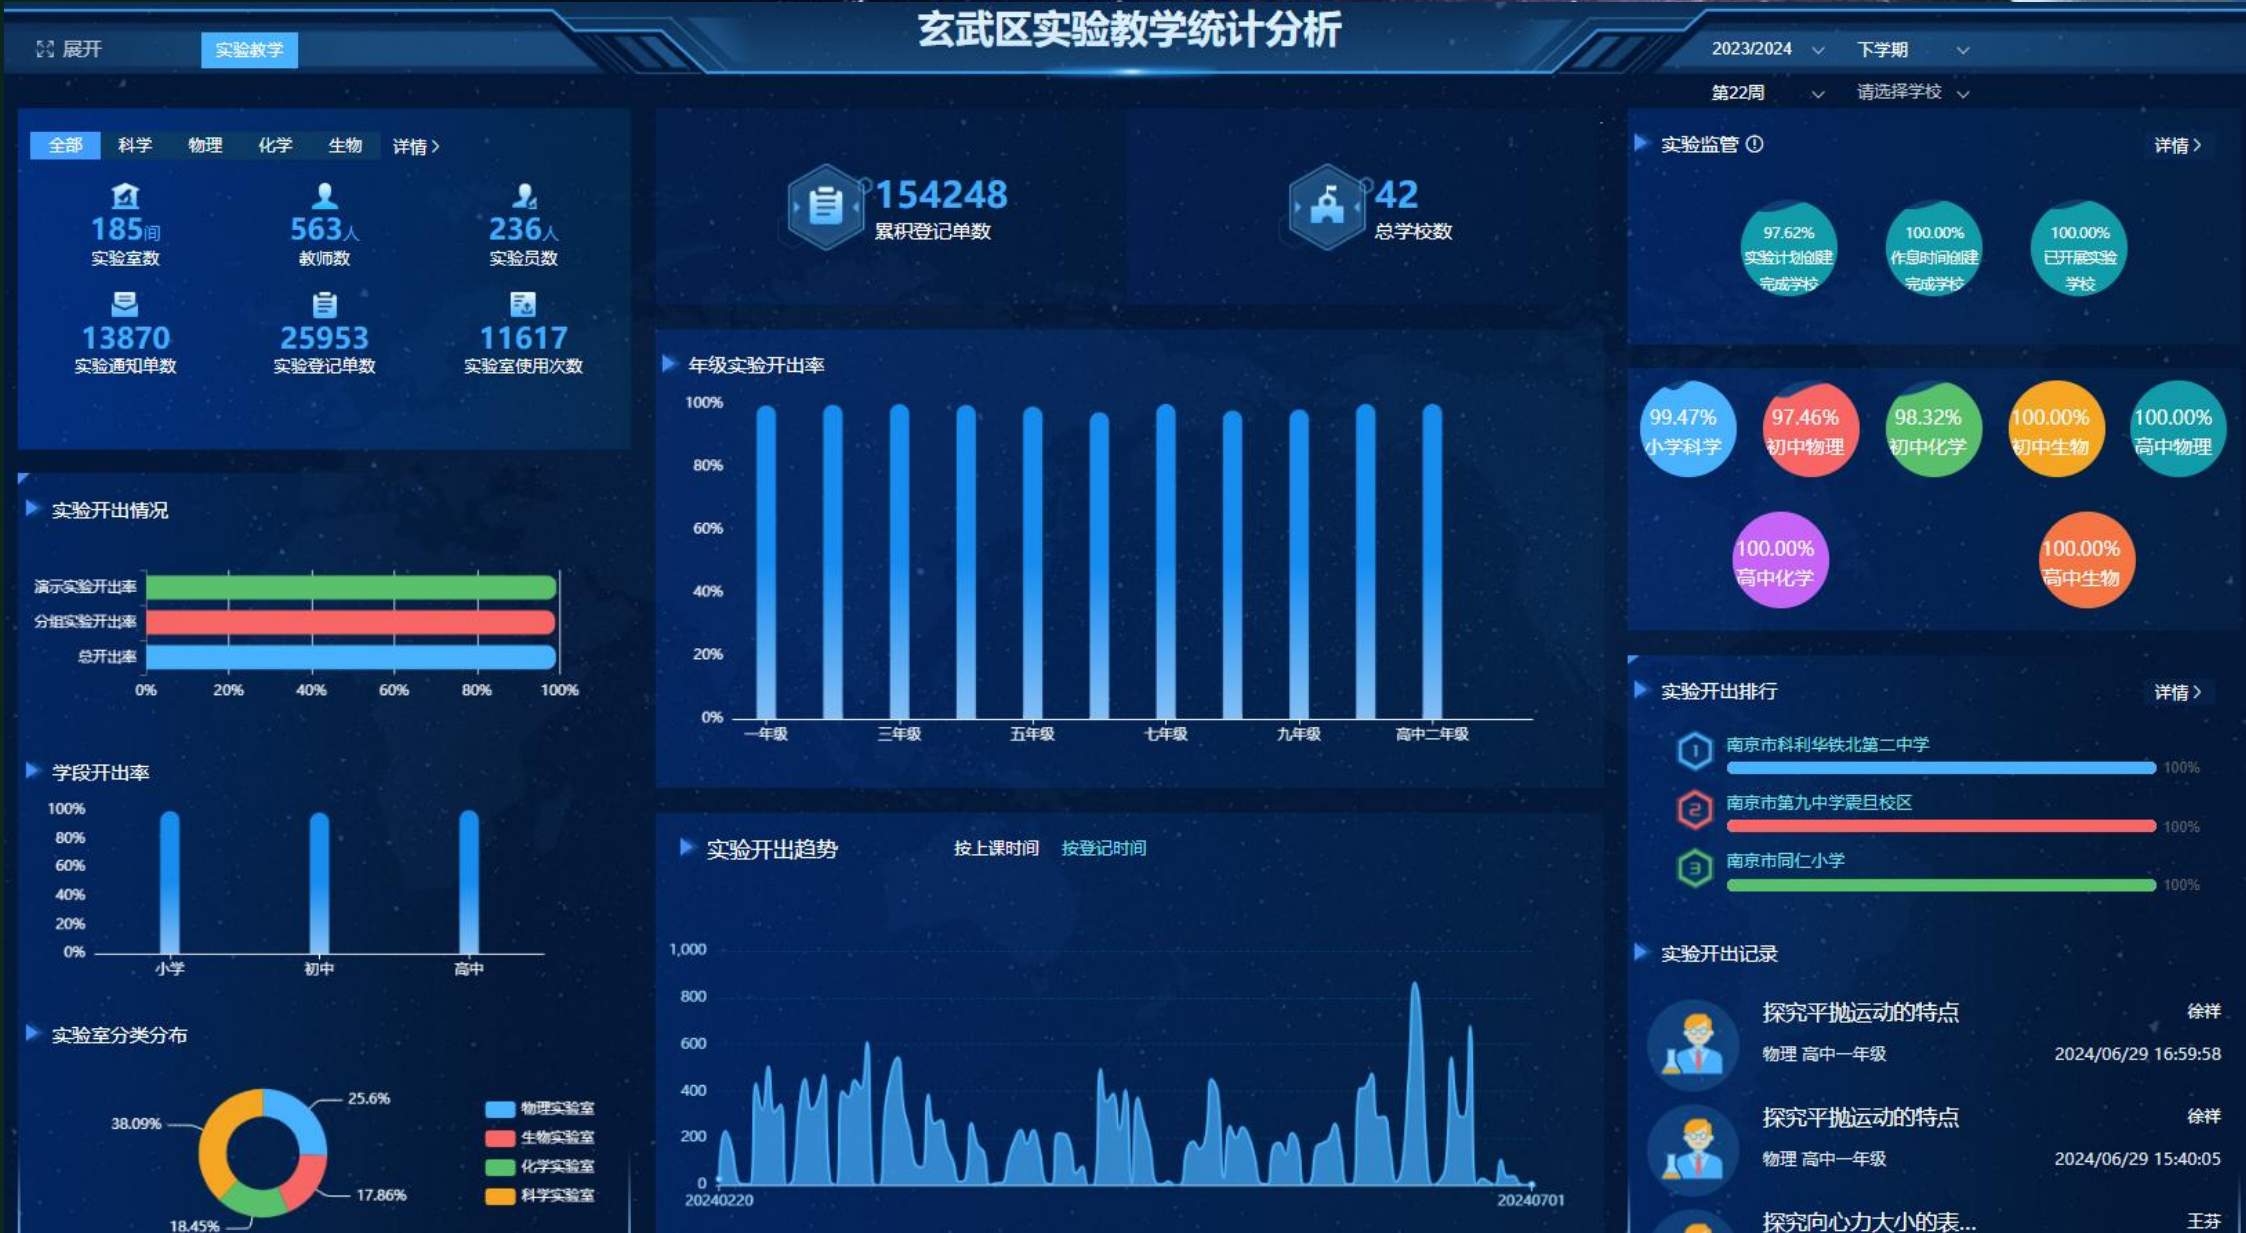 玄武区实验教学统计分析
展开
实验教学
2023/2024
下学期
第22周
请选择学校
全部 科学 物理 化学 生物 详情
185间
实验室数
563人
教师数
236人
实验员数
13870
实验通知单数
25953
实验登记单数
11617
实验室使用次数
实验开出情况
演示实验开出率
分组实验开出率
总开出率
0% 20% 40% 60% 80% 100%
学段开出率
100%
80%
60%
40%
20%
0%
小学 初中 高中
实验室分类分布
25.6%
38.09%
17.86%
18.45%
物理实验室
生物实验室
化学实验室
科学实验室
154248
累积登记单数
42
总学校数
年级实验开出率
100%
80%
60%
40%
20%
0%
一年级 三年级 五年级 七年级 九年级 高中二年级
实验开出趋势
按上课时间 按登记时间
1,000
800
600
400
200
0
20240220 20240701
实验监管
详情
97.62%
实验计划创建
完成学校
100.00%
作息时间创建
完成学校
100.00%
已开展实验
学校
99.47%
小学科学
97.46%
初中物理
98.32%
初中化学
100.00%
初中生物
100.00%
高中物理
100.00%
高中化学
100.00%
高中生物
实验开出排行
详情
1
南京市科利华铁北第二中学
100%
2
南京市第九中学震旦校区
100%
3
南京市同仁小学
100%
实验开出记录
探究平抛运动的特点 徐祥
物理 高中一年级 2024/06/29 16:59:58
探究平抛运动的特点 徐祥
物理 高中一年级 2024/06/29 15:40:05
探究向心力大小的表... 王芬